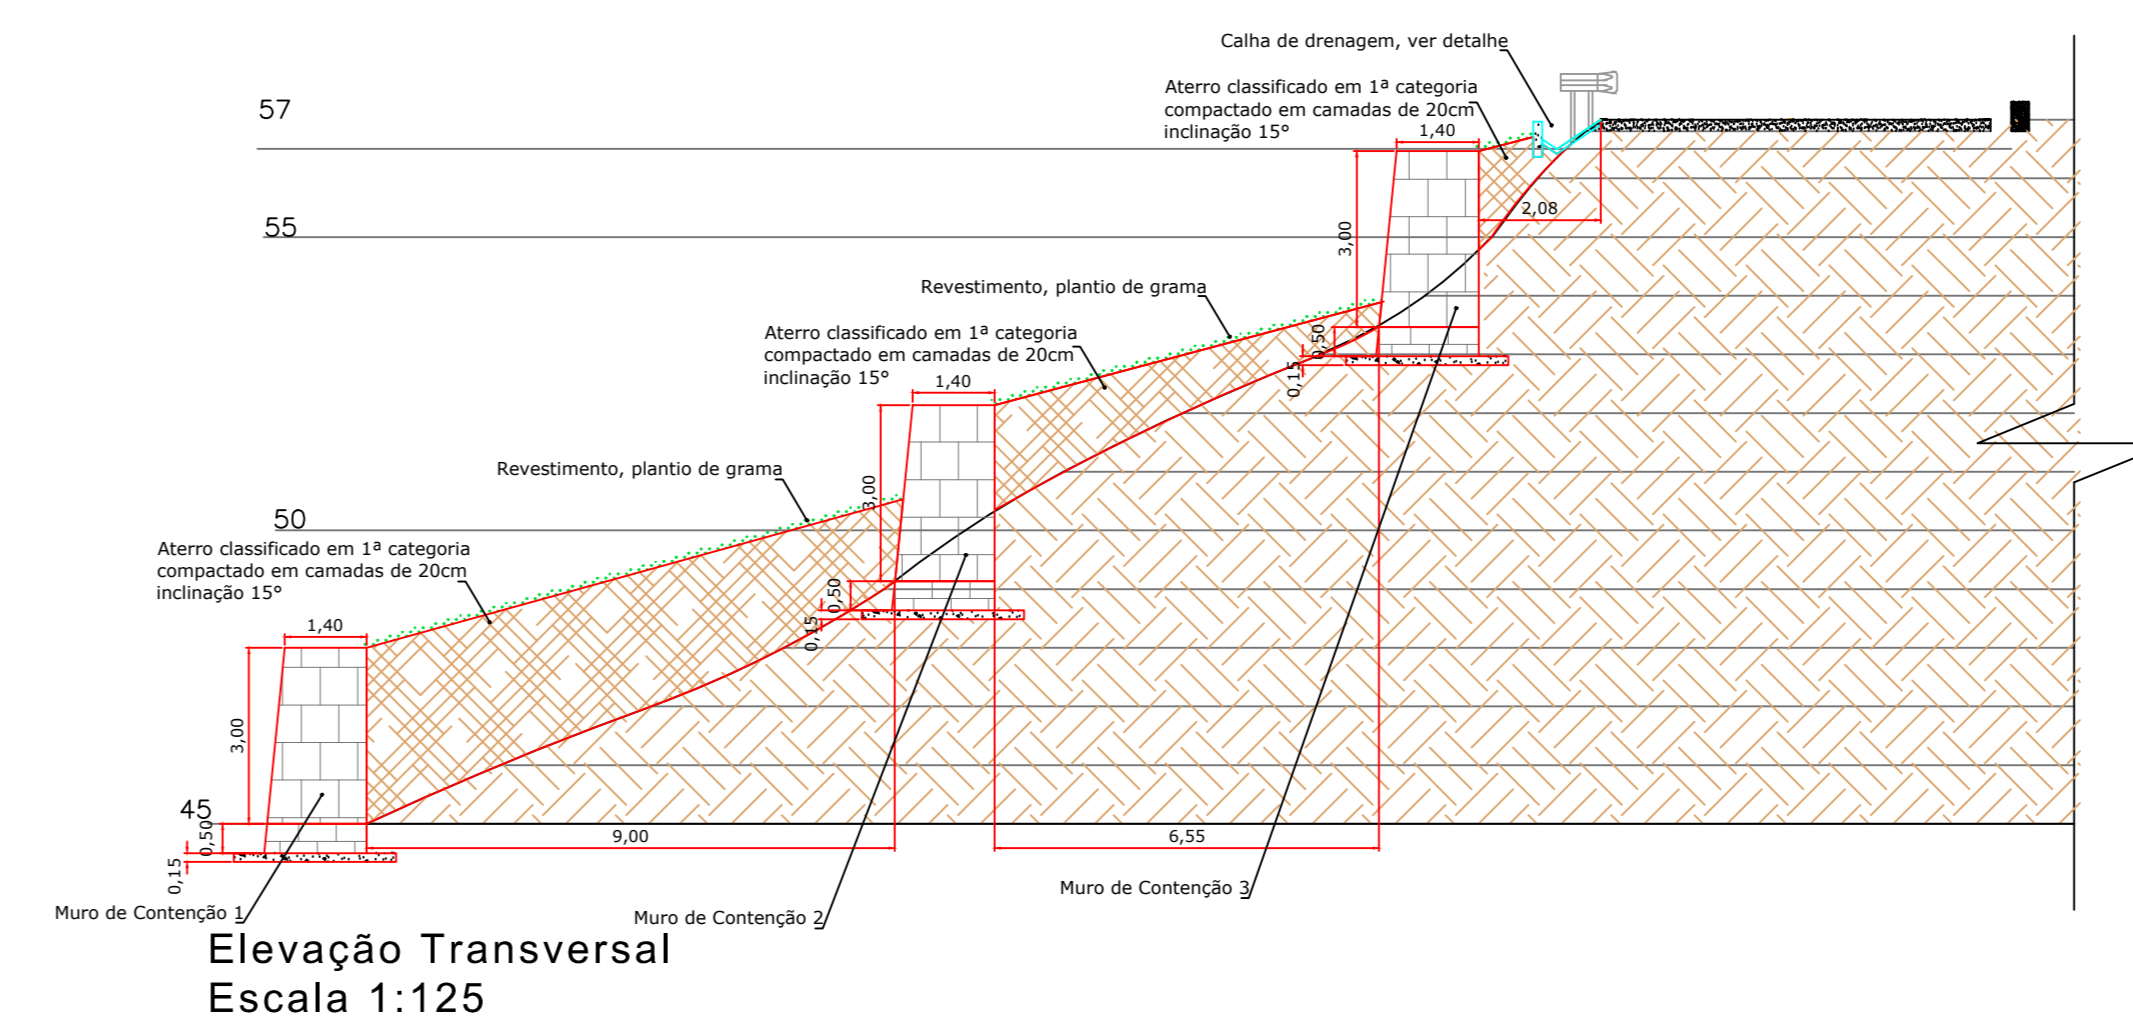 Calha de drenagem, ver detalhe
Aterro classificado em 1ª categoria
compactado em camadas de 20cm
inclinação 15°
57
1,40
2,08
55
3,00
Revestimento, plantio de grama
Aterro classificado em 1ª categoria
compactado em camadas de 20cm
inclinação 15°
0,50
0,15
1,40
Revestimento, plantio de grama
3,00
50
Aterro classificado em 1ª categoria
compactado em camadas de 20cm
inclinação 15°
0,50
0,15
1,40
3,00
45
0,50
0,15
9,00
6,55
Muro de Contenção 1
Muro de Contenção 2
Muro de Contenção 3
Elevação Transversal
Escala 1:125